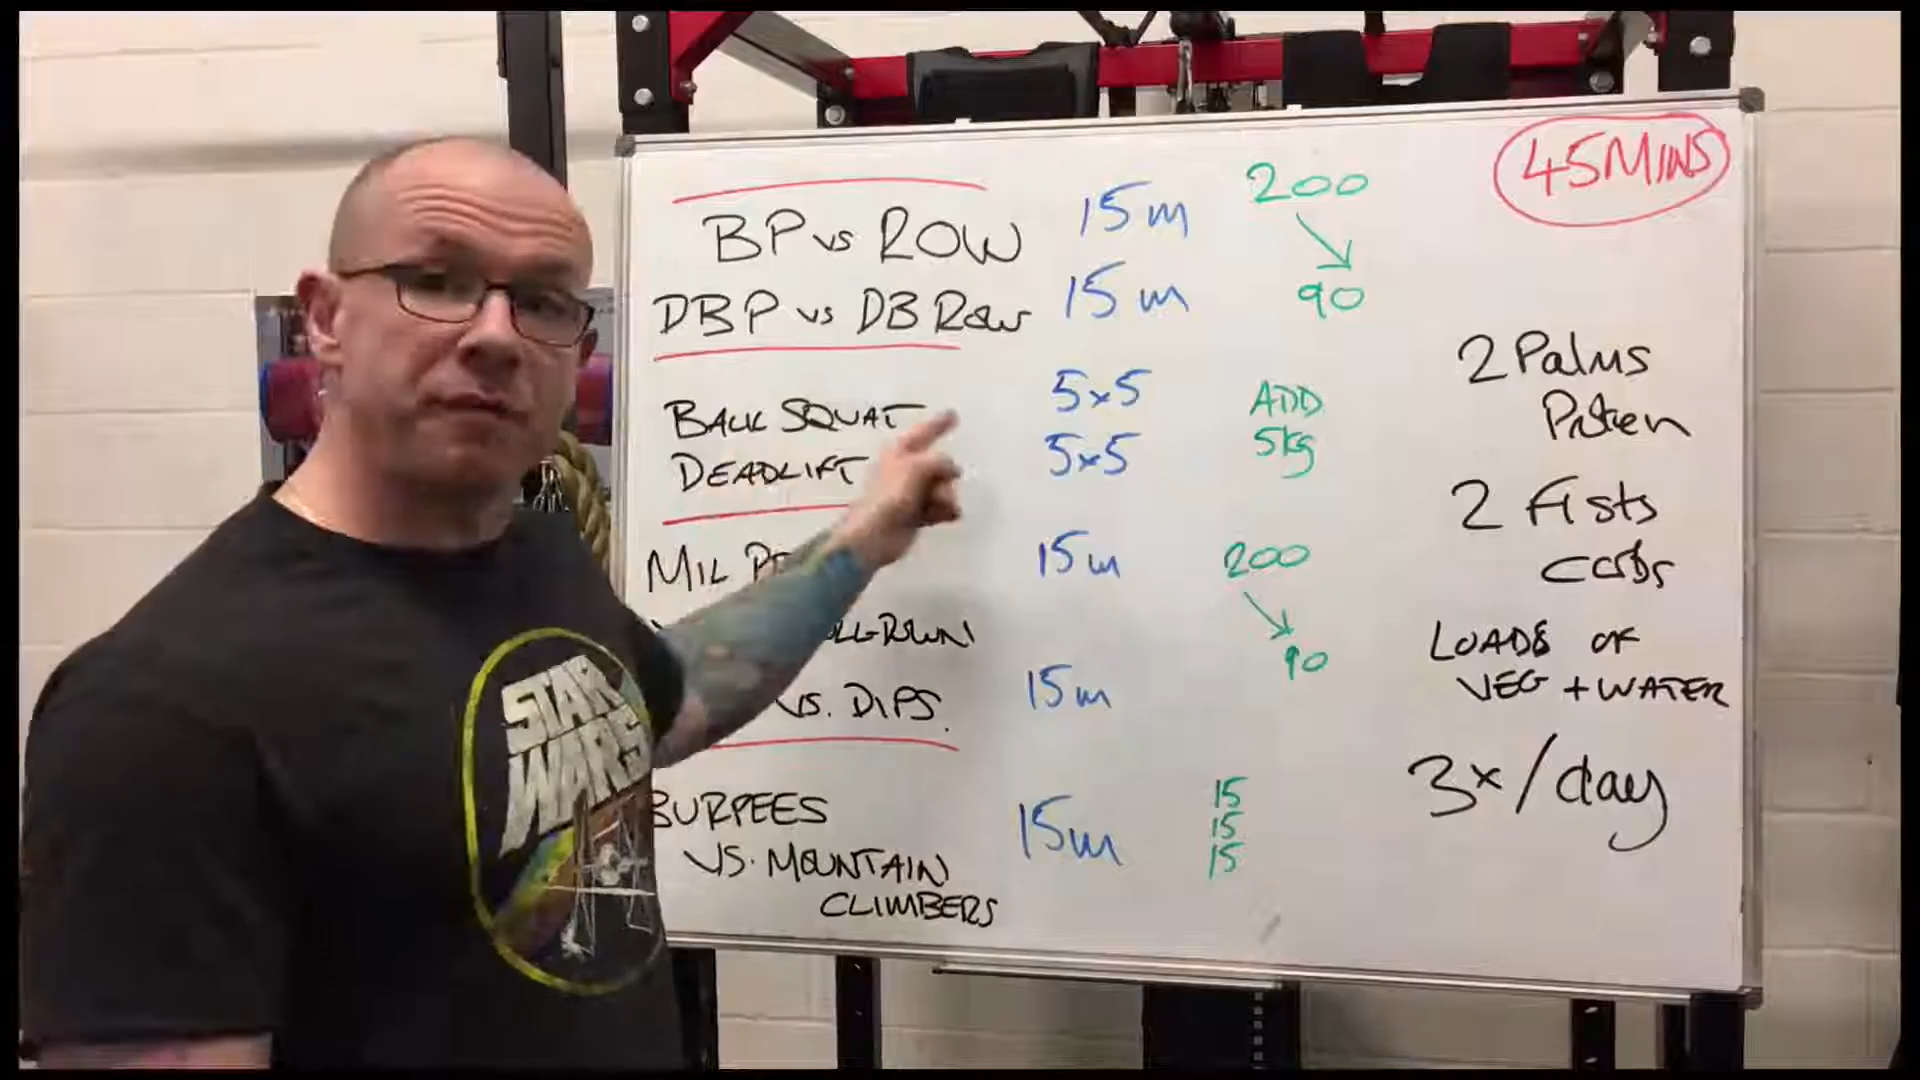 45MINS
BP vs ROW 15m 200
DBP vs DB ROW 15m 90
BACK SQUAT 5x5 ADD
DEADLIFT 5x5 5kg
MIL 15m 200
90
VS. DIPS. 15m
BURPEES 15m 15
15
VS. MOUNTAIN 15
CLIMBERS
2 Palms
Protein
2 Fists
carbs
LOADS OF
VEG + WATER
3x/day
STAR
WARS